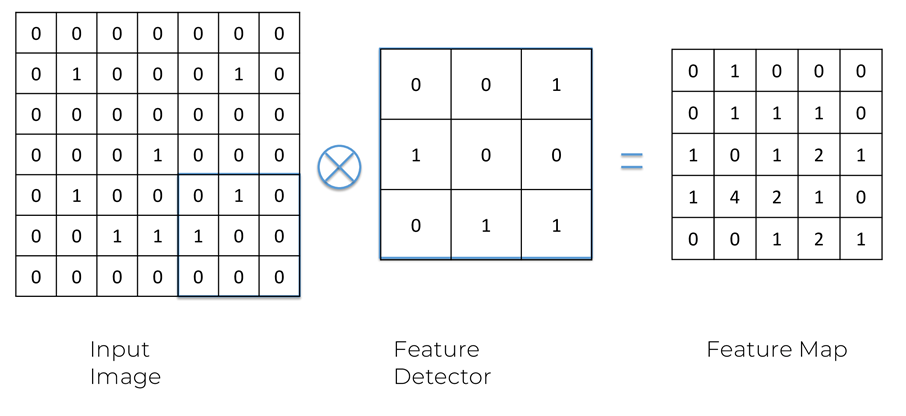 0 0 0 0 0 0 0
0 1 0 0 0 1 0
0 0 0 0 0 0 0
0 0 0 1 0 0 0
0 1 0 0 0 1 0
0 0 1 1 1 0 0
0 0 0 0 0 0 0
0 0 1
1 0 0
0 1 1
=
0 1 0 0 0
0 1 1 1 0
1 0 1 2 1
1 4 2 1 0
0 0 1 2 1
Input
Image
Feature
Detector
Feature Map